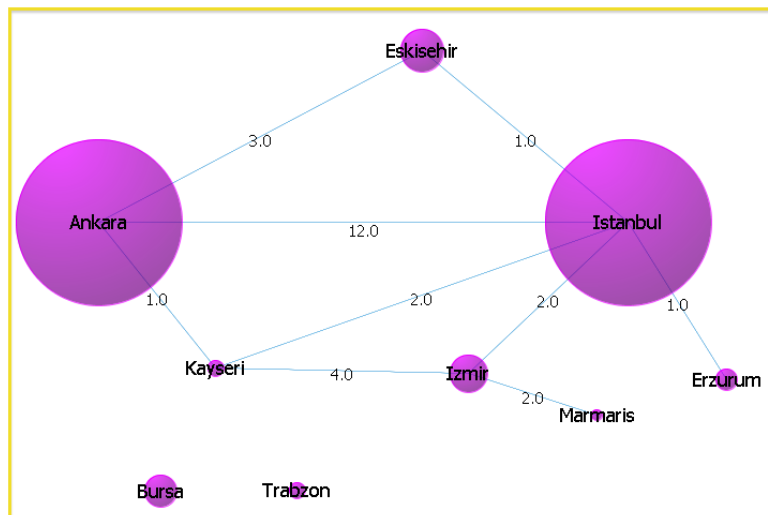 Eskisehir
3.0
1.0
Ankara
Istanbul
12.0
1.0
2.0
2.0
1.0
Kayseri
4.0
Izmir
2.0
Erzurum
Marmaris
Bursa
Trabzon